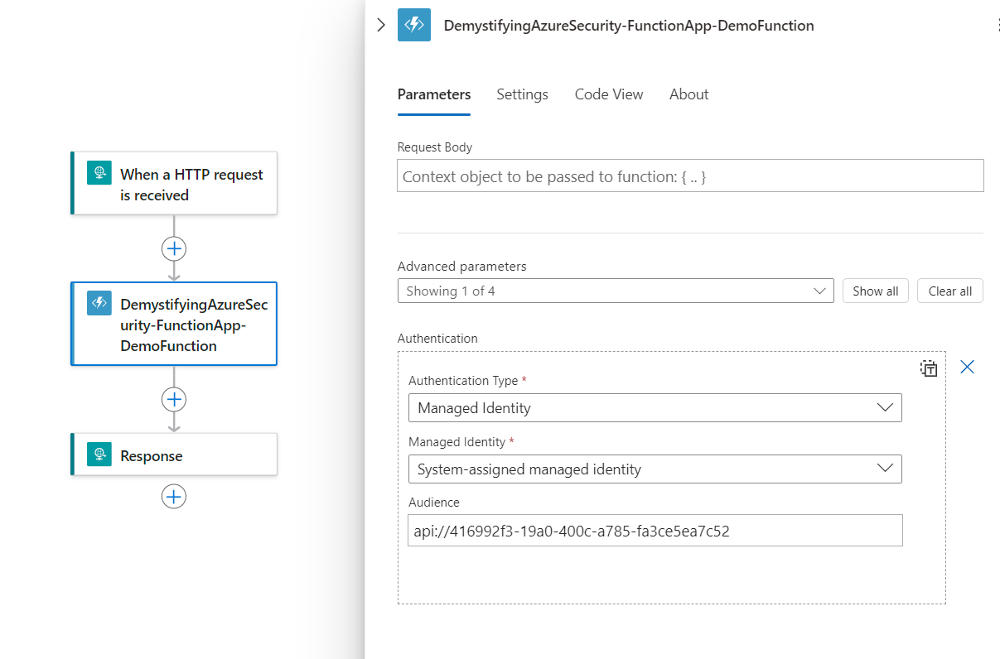 When a HTTP request
is received
DemystifyingAzureSec
urity-FunctionApp-
DemoFunction
Response
DemystifyingAzureSecurity-FunctionApp-DemoFunction
Parameters Settings Code View About
Request Body
Context object to be passed to function: { .. }
Advanced parameters
Showing 1 of 4 Show all Clear all
Authentication
Authentication Type *
Managed Identity
Managed Identity *
System-assigned managed identity
Audience
api://416992f3-19a0-400c-a785-fa3ce5ea7c52